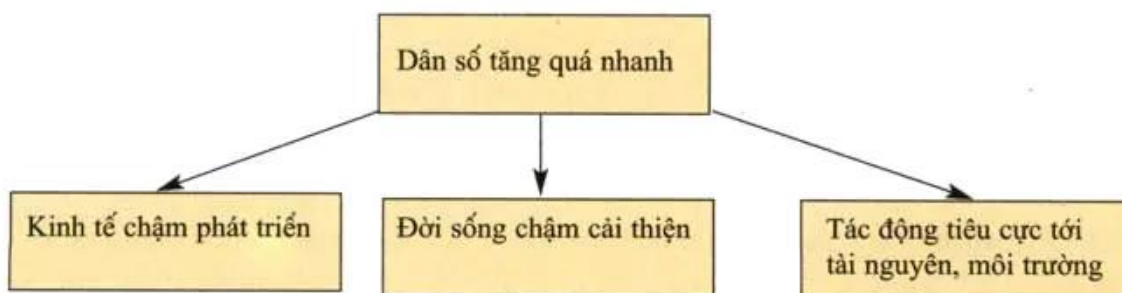 Dân số tăng quá nhanh
Kinh tế chậm phát triển
Đời sống chậm cải thiện
Tác động tiêu cực tới
tài nguyên, môi trường